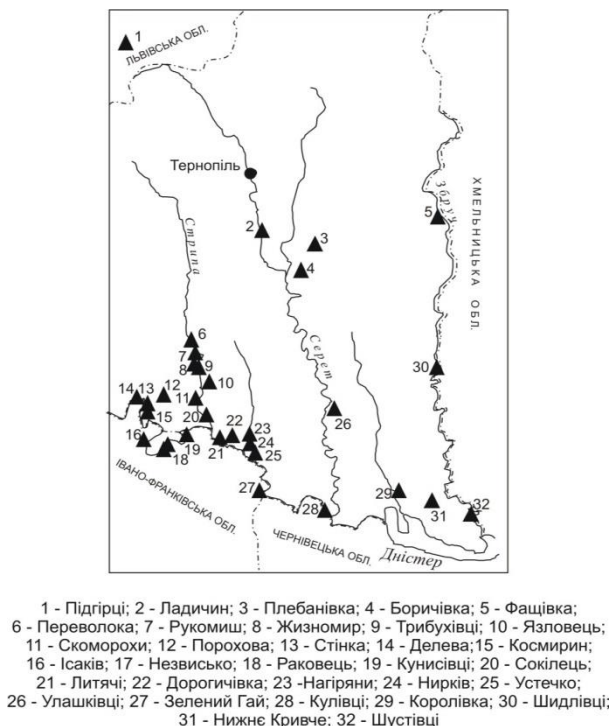 1
ЛЬВІВСЬКА ОБЛ.
Тернопіль
Збруч
ХМЕЛЬНИЦЬКА ОБЛ.
5
Стрипа
2
3
4
6
7
8 9
Серет
30
14 13 12
10
11
15
20
26
16
19
22 23
21
24
18
25
ІВАНО-ФРАНКІВСЬКА ОБЛ.
27
29
31
32
28
ЧЕРНІВЕЦЬКА ОБЛ.
Дністер
1 - Підгірці; 2 - Ладичин; 3 - Плебанівка; 4 - Боричівка; 5 - Фащівка;
6 - Переволока; 7 - Рукомиш; 8 - Жизномир; 9 - Трибухівці; 10 - Язловець;
11 - Скоморохи; 12 - Порохова; 13 - Стінка; 14 - Делева;15 - Космирин;
16 - Ісаків; 17 - Незвисько; 18 - Раковець; 19 - Кунисівці; 20 - Сокілець;
21 - Литячі; 22 - Дорогичівка; 23 -Нагіряни; 24 - Нирків; 25 - Устечко;
26 - Улашківці; 27 - Зелений Гай; 28 - Кулівці; 29 - Королівка; 30 - Шидлівці;
31 - Нижнє Кривче; 32 - Шустівці